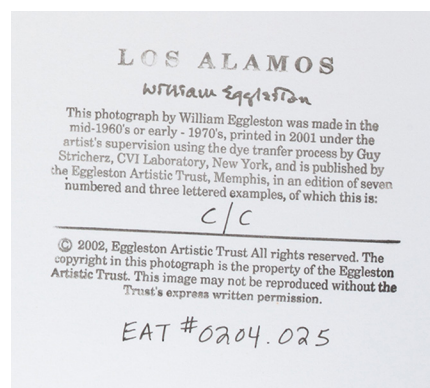 LOS ALAMOS
William Eggleston
This photograph by William Eggleston was made in the
mid-1960's or early - 1970's, printed in 2001 under the
artist's supervision using the dye tranfer process by Guy
Stricherz, CVI Laboratory, New York, and is published by
the Eggleston Artistic Trust, Memphis, in an edition of seven
numbered and three lettered examples, of which this is:
C/C
© 2002, Eggleston Artistic Trust All rights reserved. The
copyright in this photograph is the property of the Eggleston
Artistic Trust. This image may not be reproduced without the
Trust's express written permission.
EAT #0204.025